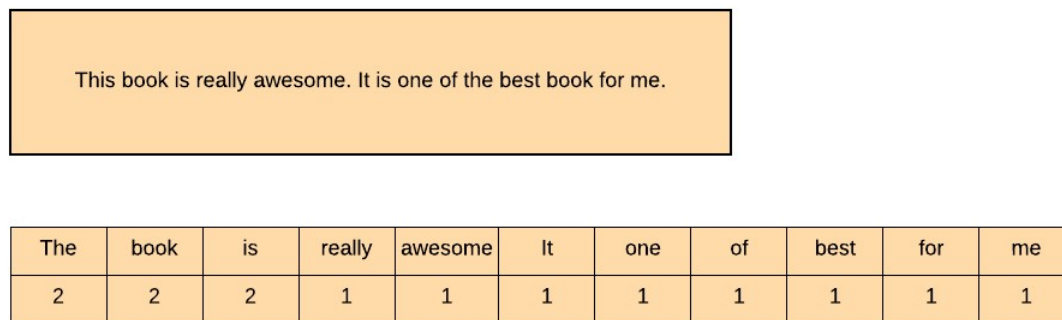 This book is really awesome. It is one of the best book for me.
The book is really awesome It one of best for me
2 2 2 1 1 1 1 1 1 1 1